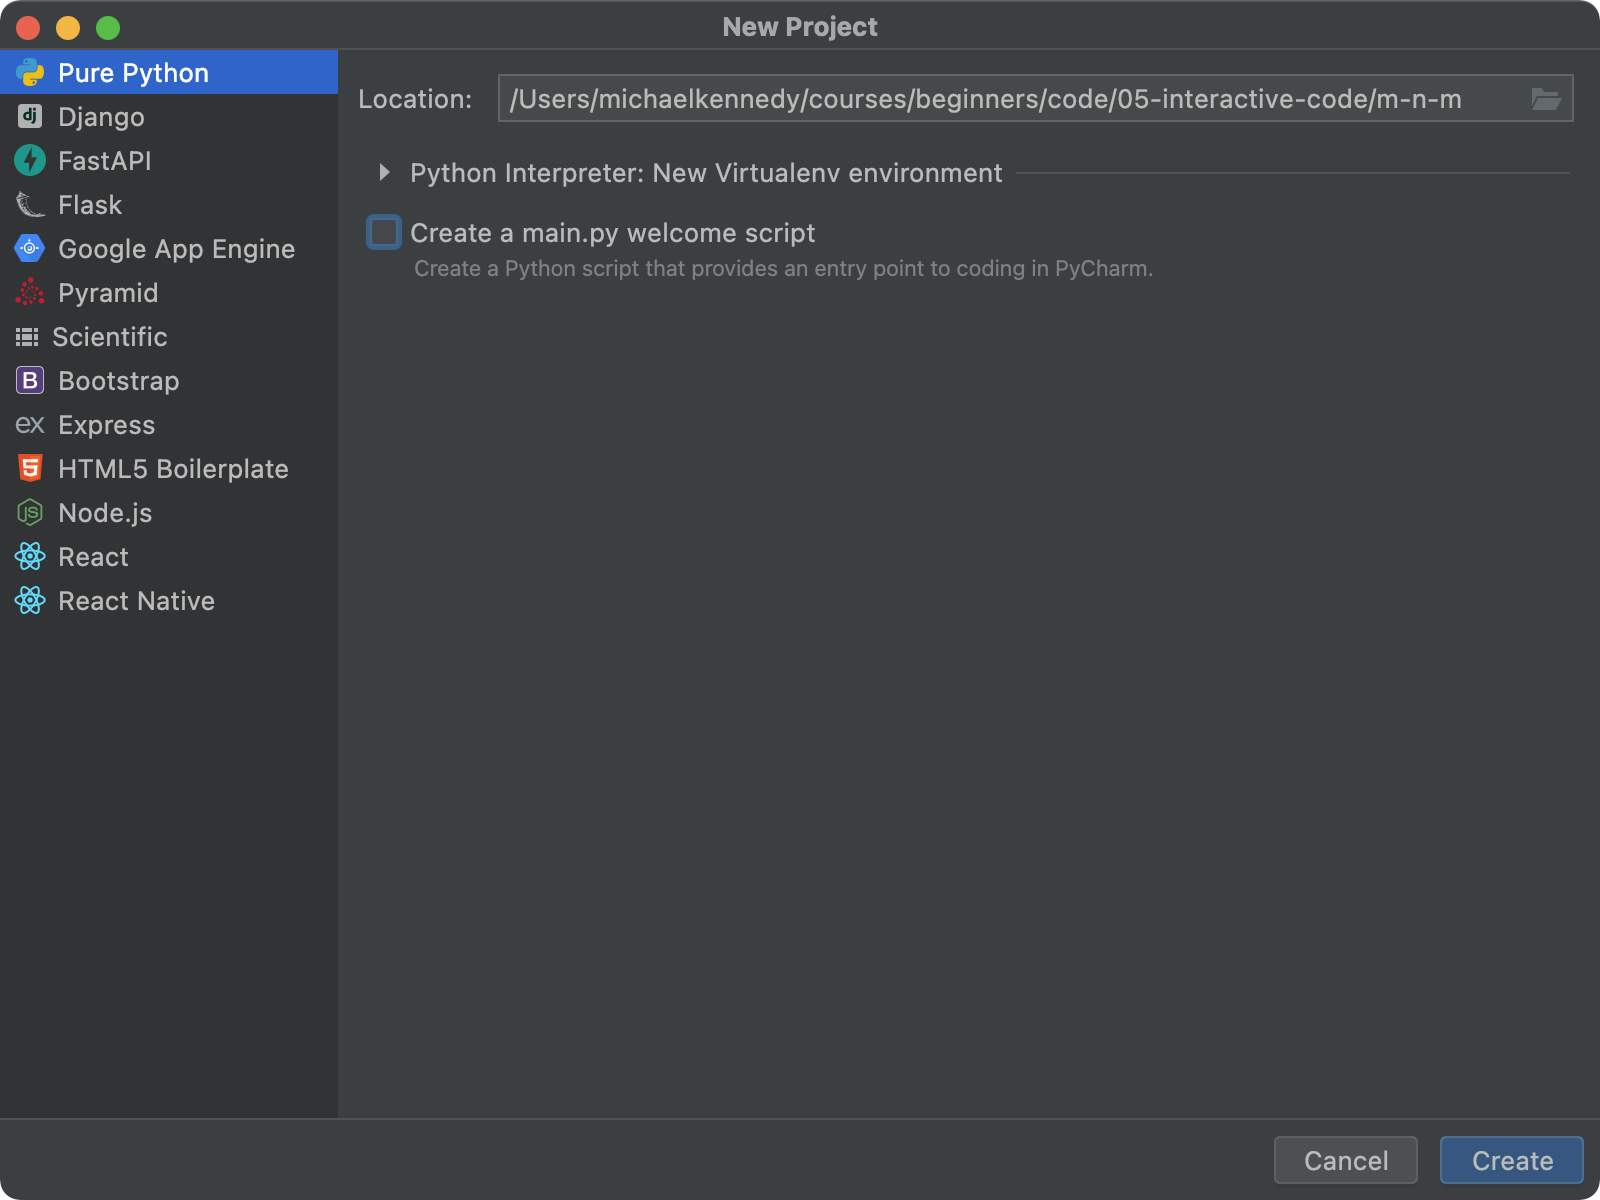 New Project
Pure Python
dj Django
FastAPI
Flask
Google App Engine
Pyramid
Scientific
B Bootstrap
ex Express
5 HTML5 Boilerplate
JS Node.js
React
React Native
Location: /Users/michaelkennedy/courses/beginners/code/05-interactive-code/m-n-m
Python Interpreter: New Virtualenv environment
Create a main.py welcome script
Create a Python script that provides an entry point to coding in PyCharm.
Cancel Create